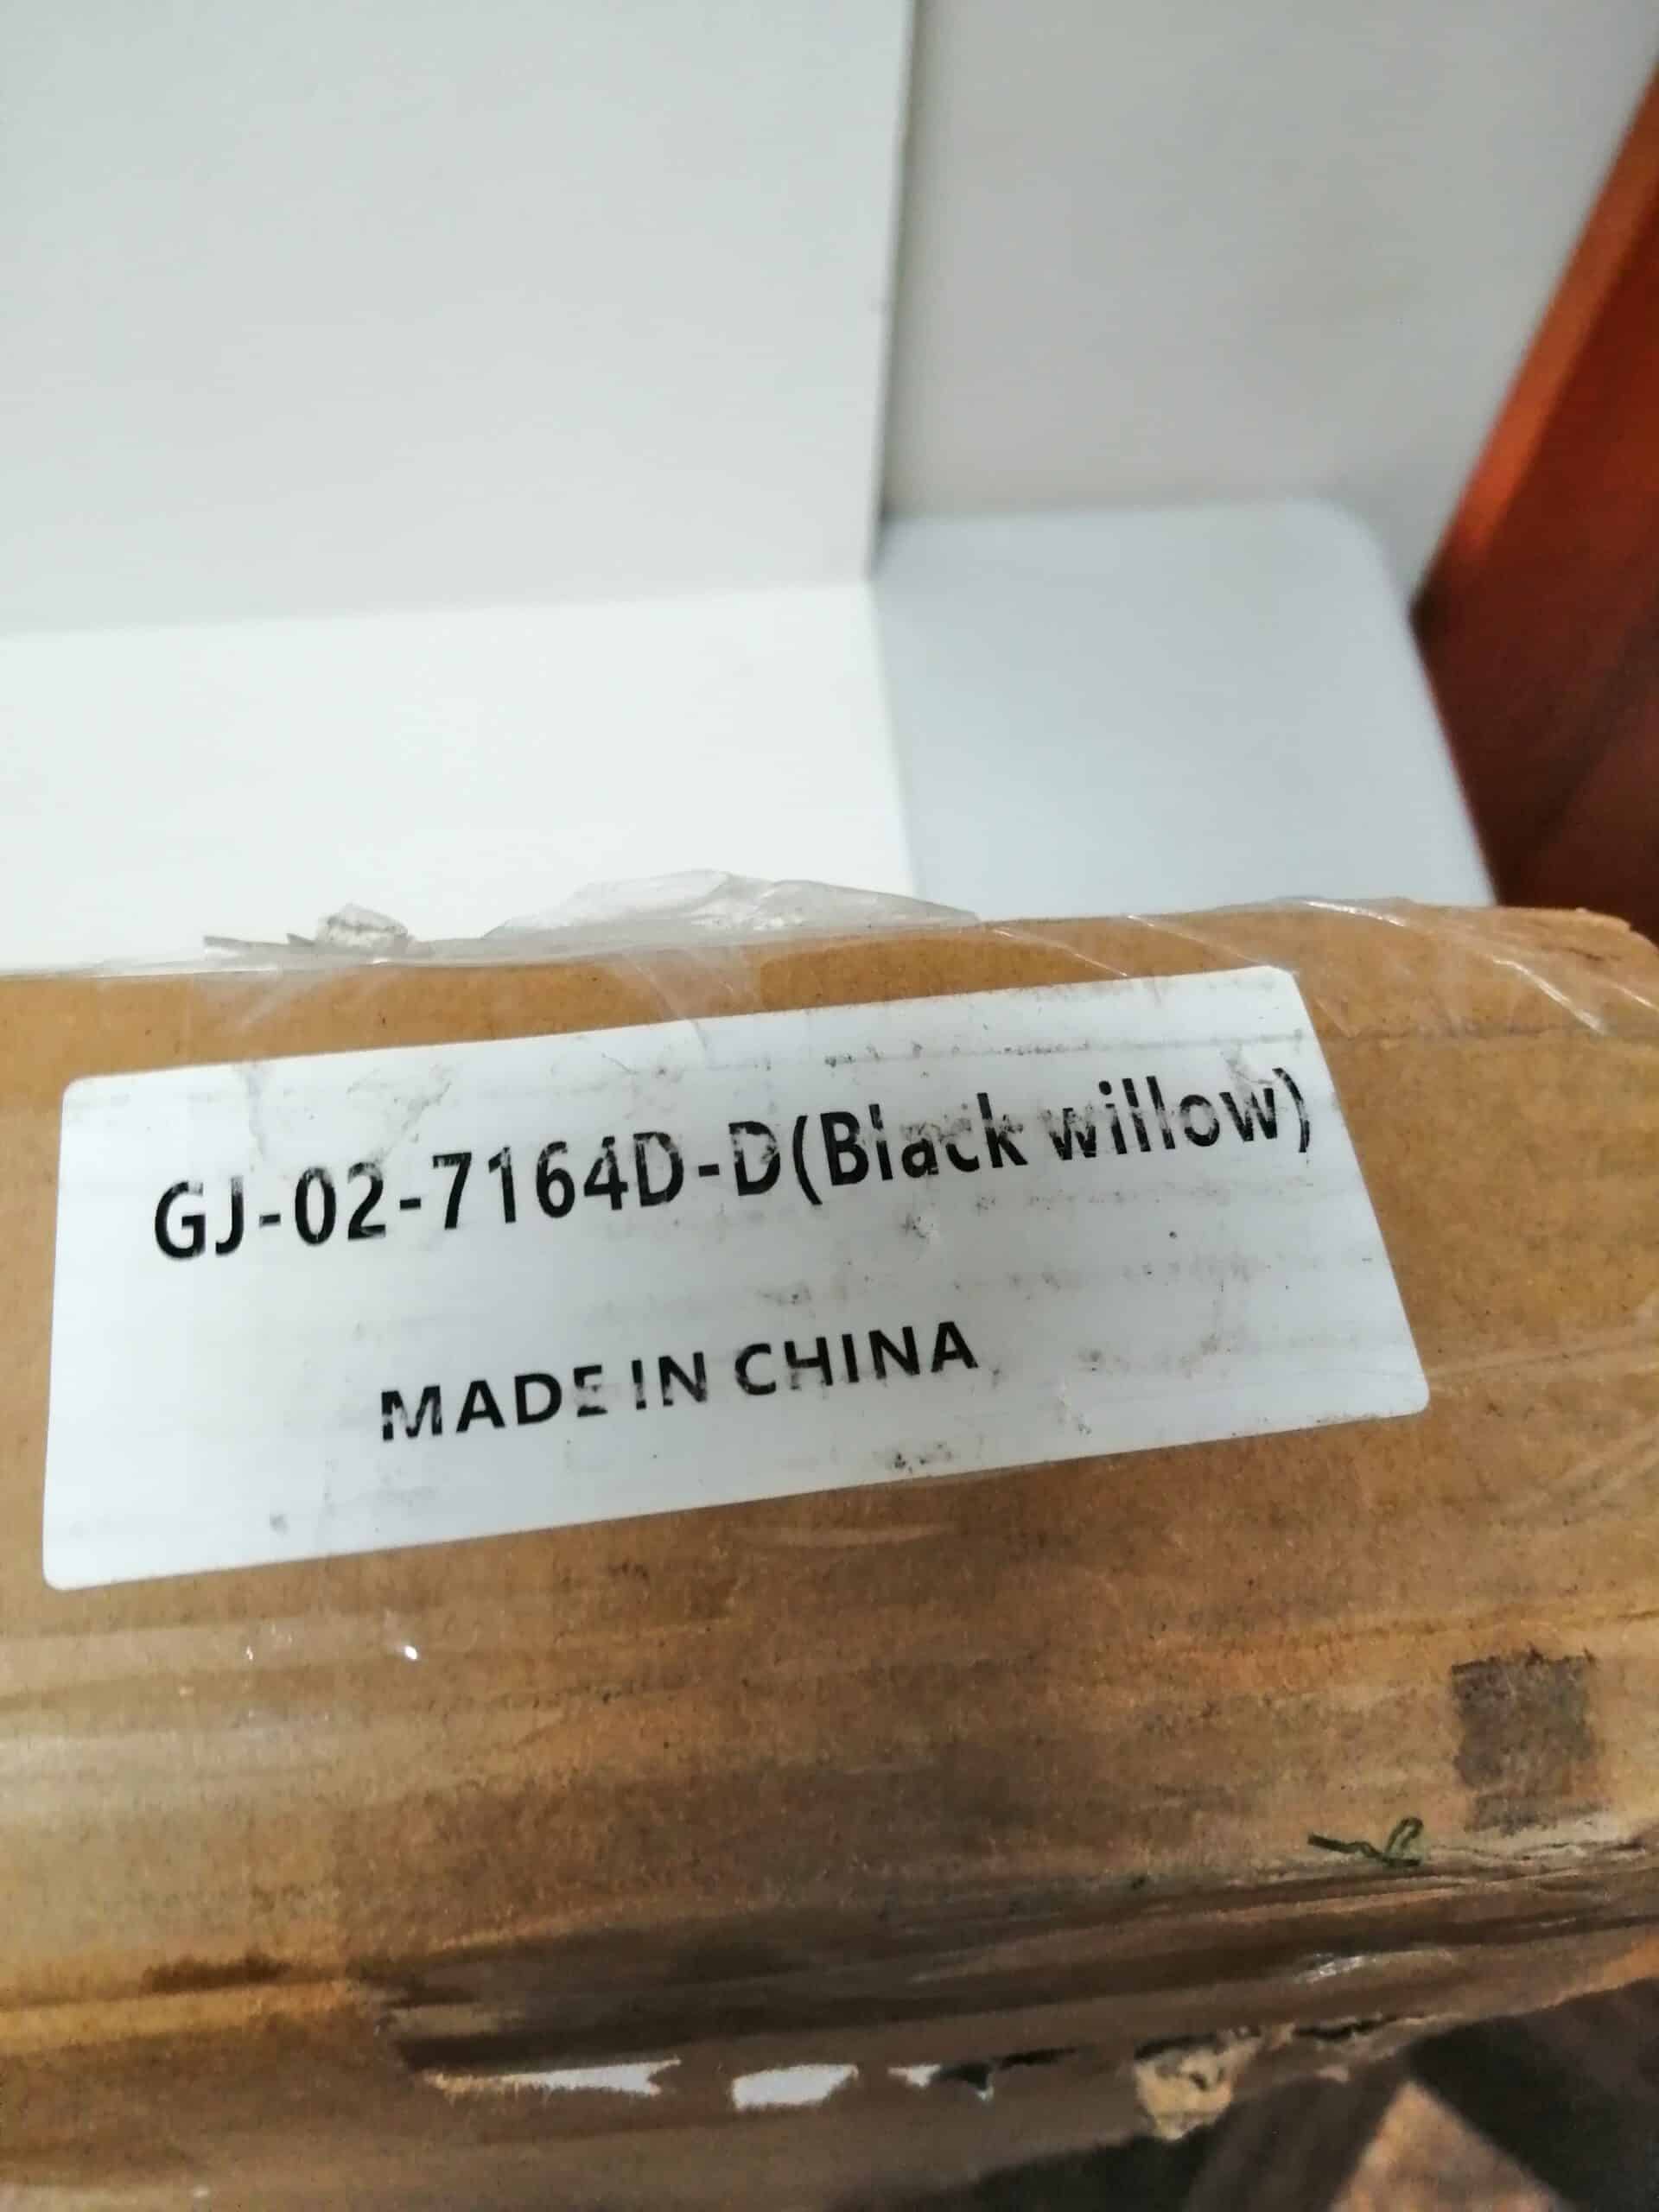 GJ-02-7164D-D(Black willow)
MADE IN CHINA